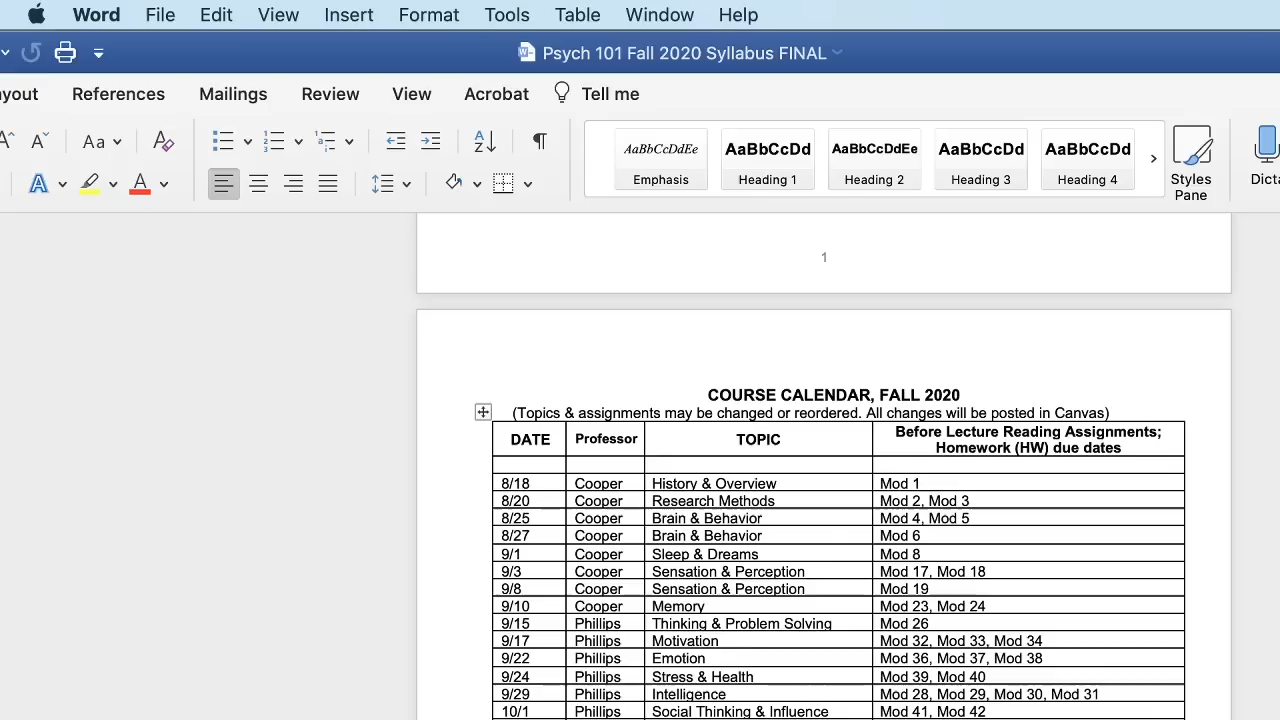 Word File Edit View Insert Format Tools Table Window Help
Psych 101 Fall 2020 Syllabus FINAL
yout References Mailings Review View Acrobat Tell me
Aa
AaBbCcDdEe AaBbCcDd AaBbCcDdEe AaBbCcDd AaBbCcDd
Emphasis Heading 1 Heading 2 Heading 3 Heading 4
Styles Pane
Dicta
1
COURSE CALENDAR, FALL 2020
(Topics & assignments may be changed or reordered. All changes will be posted in Canvas)
DATE Professor TOPIC Before Lecture Reading Assignments;
Homework (HW) due dates
8/18 Cooper History & Overview Mod 1
8/20 Cooper Research Methods Mod 2, Mod 3
8/25 Cooper Brain & Behavior Mod 4, Mod 5
8/27 Cooper Brain & Behavior Mod 6
9/1 Cooper Sleep & Dreams Mod 8
9/3 Cooper Sensation & Perception Mod 17, Mod 18
9/8 Cooper Sensation & Perception Mod 19
9/10 Cooper Memory Mod 23, Mod 24
9/15 Phillips Thinking & Problem Solving Mod 26
9/17 Phillips Motivation Mod 32, Mod 33, Mod 34
9/22 Phillips Emotion Mod 36, Mod 37, Mod 38
9/24 Phillips Stress & Health Mod 39, Mod 40
9/29 Phillips Intelligence Mod 28, Mod 29, Mod 30, Mod 31
10/1 Phillips Social Thinking & Influence Mod 41, Mod 42